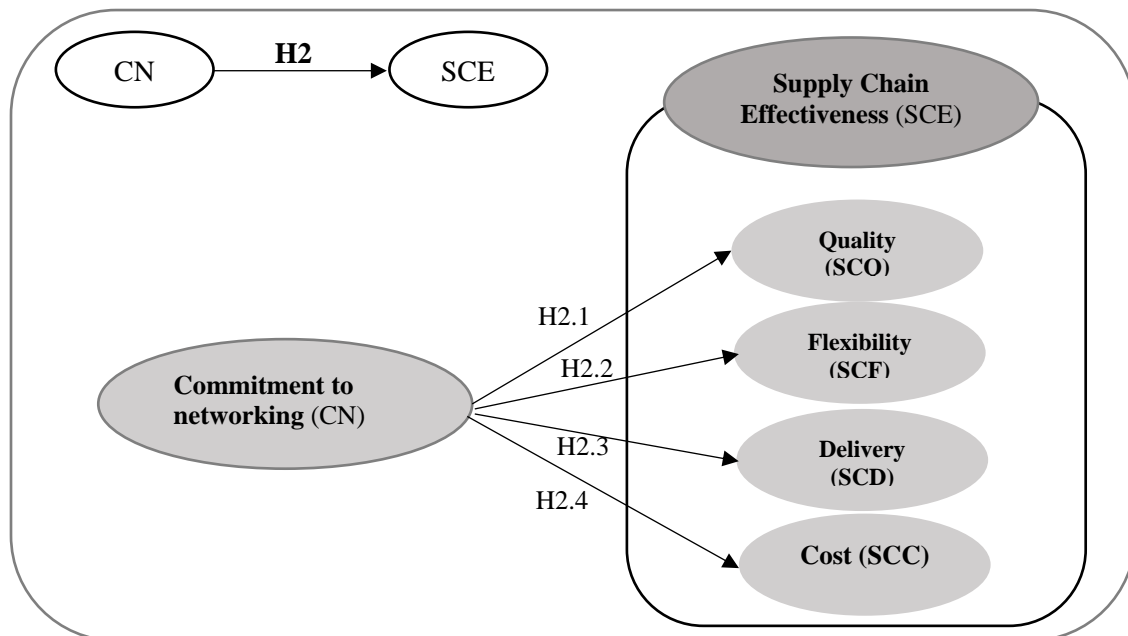 CN
H2
SCE
Supply Chain
Effectiveness (SCE)
Quality
(SCO)
H2.1
Flexibility
(SCF)
H2.2
Commitment to
networking (CN)
H2.3
Delivery
(SCD)
H2.4
Cost (SCC)